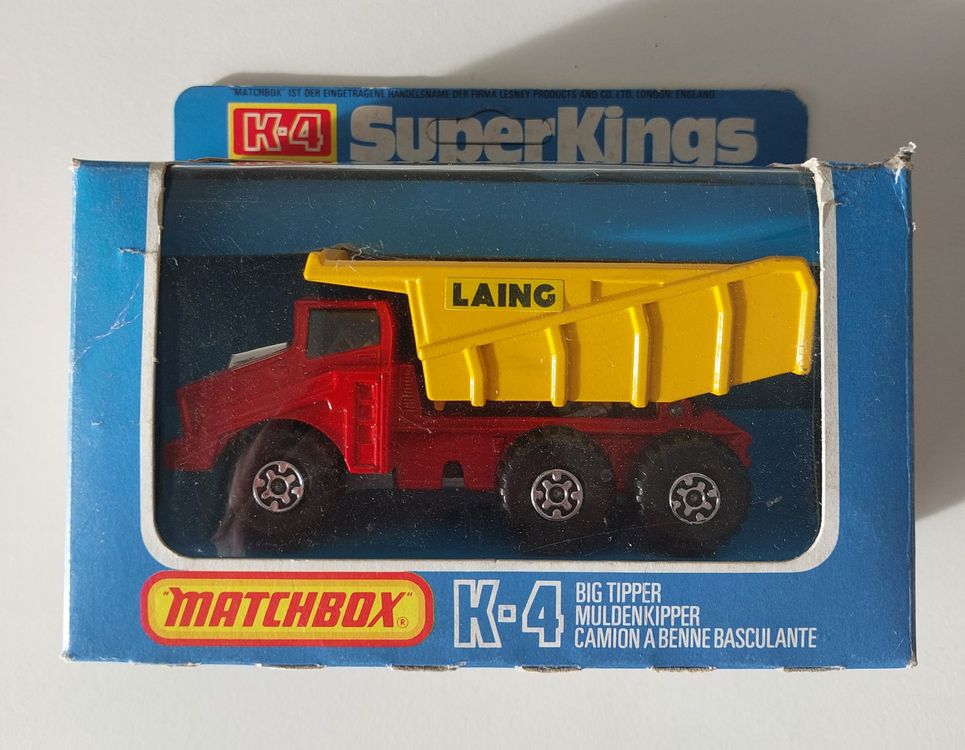 "MATCHBOX" IST DER EINGETRAGENE HANDELSNAME DER FIRMA LESNEY PRODUCTS AND CO. LTD. LONDON. ENGLAND
K-4 SuperKings
LAING
"MATCHBOX"®
K-4
BIG TIPPER
MULDENKIPPER
CAMION A BENNE BASCULANTE